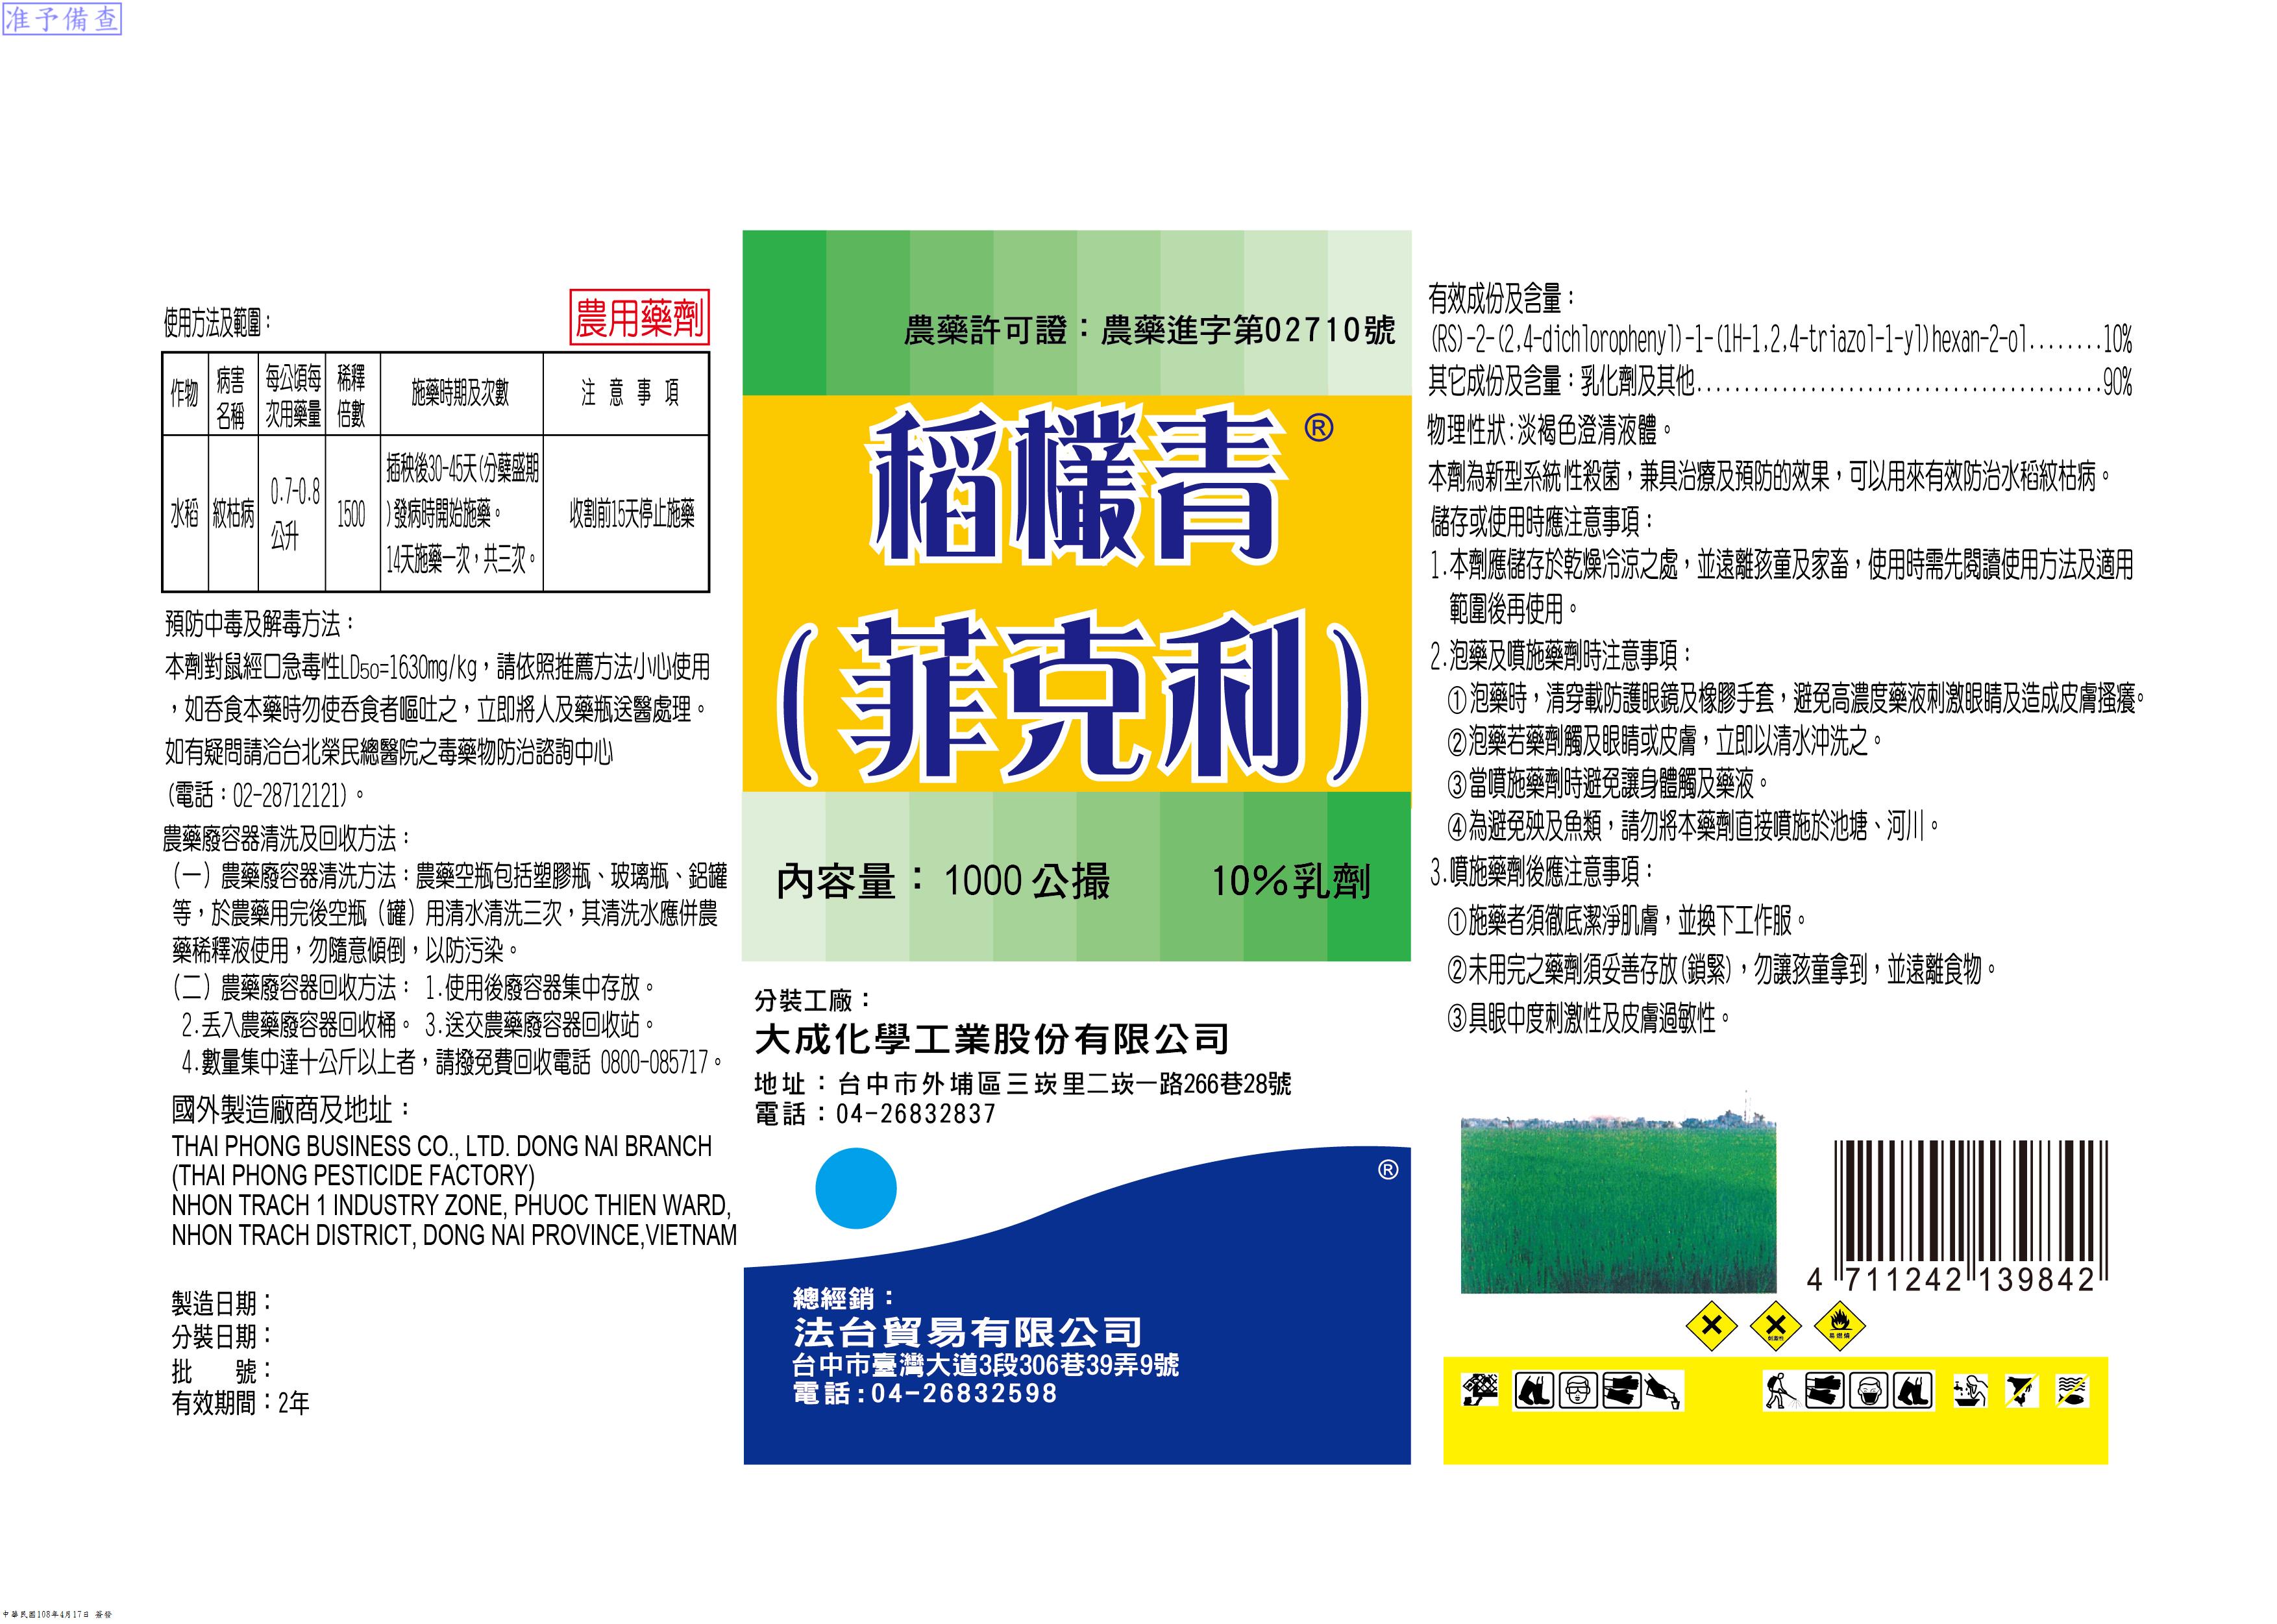 准予備查
使用方法及範圍：
農用藥劑
作物
病害
名稱
每公頃每
次用藥量
稀釋
倍數
施藥時期及次數
注意事項
水稻
紋枯病
0.7-0.8
公升
1500
插秧後30-45天(分蘗盛期
)發病時開始施藥。
14天施藥一次，共三次。
收割前15天停止施藥
預防中毒及解毒方法：
本劑對鼠經口急毒性LD50=1630mg/kg，請依照推薦方法小心使用
，如吞食本藥時勿使吞食者嘔吐之，立即將人及藥瓶送醫處理。
如有疑問請洽台北榮民總醫院之毒藥物防治諮詢中心
(電話：02-28712121)。
農藥廢容器清洗及回收方法：
（一）農藥廢容器清洗方法：農藥空瓶包括塑膠瓶、玻璃瓶、鋁罐
等，於農藥用完後空瓶（罐）用清水清洗三次，其清洗水應併農
藥稀釋液使用，勿隨意傾倒，以防污染。
（二）農藥廢容器回收方法： 1.使用後廢容器集中存放。
2.丟入農藥廢容器回收桶。 3.送交農藥廢容器回收站。
4.數量集中達十公斤以上者，請撥免費回收電話 0800-085717。
國外製造廠商及地址：
THAI PHONG BUSINESS CO., LTD. DONG NAI BRANCH
(THAI PHONG PESTICIDE FACTORY)
NHON TRACH 1 INDUSTRY ZONE, PHUOC THIEN WARD,
NHON TRACH DISTRICT, DONG NAI PROVINCE,VIETNAM
製造日期：
分裝日期：
批　　號：
有效期間：2年
農藥許可證：農藥進字第02710號
稻欉青®
(菲克利)
內容量：1000公撮 10%乳劑
分裝工廠：
大成化學工業股份有限公司
地址：台中市外埔區三崁里二崁一路266巷28號
電話：04-26832837
®
總經銷：
法台貿易有限公司
台中市臺灣大道3段306巷39弄9號
電話:04-26832598
有效成份及含量：
(RS)-2-(2,4-dichlorophenyl)-1-(1H-1,2,4-triazol-1-yl)hexan-2-ol........10%
其它成份及含量：乳化劑及其他...........................................90%
物理性狀:淡褐色澄清液體。
本劑為新型系統性殺菌，兼具治療及預防的效果，可以用來有效防治水稻紋枯病。
儲存或使用時應注意事項：
1.本劑應儲存於乾燥冷涼之處，並遠離孩童及家畜，使用時需先閱讀使用方法及適用
範圍後再使用。
2.泡藥及噴施藥劑時注意事項：
①泡藥時，清穿載防護眼鏡及橡膠手套，避免高濃度藥液刺激眼睛及造成皮膚搔癢。
②泡藥若藥劑觸及眼睛或皮膚，立即以清水沖洗之。
③當噴施藥劑時避免讓身體觸及藥液。
④為避免殃及魚類，請勿將本藥劑直接噴施於池塘、河川。
3.噴施藥劑後應注意事項：
①施藥者須徹底潔淨肌膚，並換下工作服。
②未用完之藥劑須妥善存放(鎖緊)，勿讓孩童拿到，並遠離食物。
③具眼中度刺激性及皮膚過敏性。
4 711242 139842
刺激性
易燃燒
中華民國108年4月17日 簽發